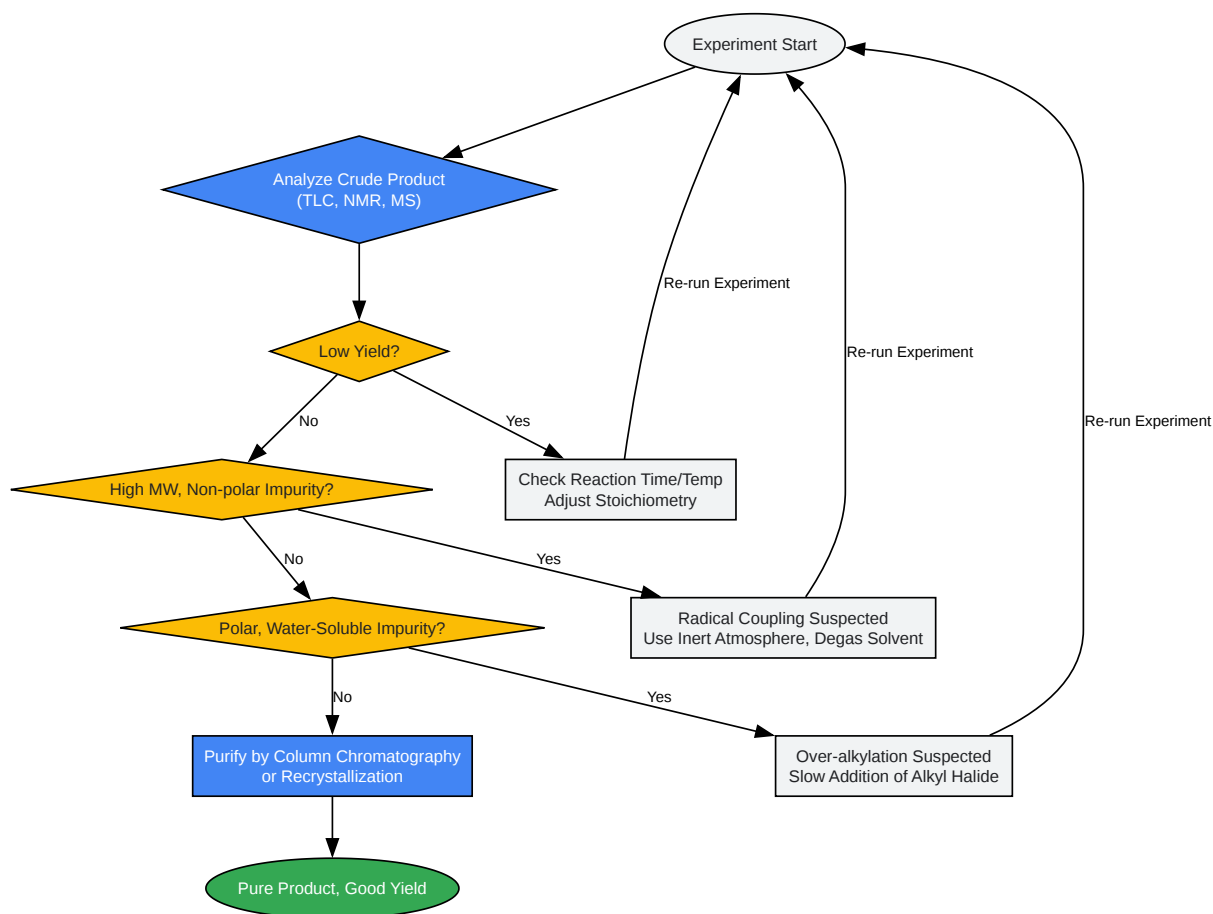 Experiment Start
Analyze Crude Product
(TLC, NMR, MS)
Re-run Experiment
Low Yield?
Re-run Experiment
No
Yes
Re-run Experiment
High MW, Non-polar Impurity?
Check Reaction Time/Temp
Adjust Stoichiometry
No
Yes
Polar, Water-Soluble Impurity?
Radical Coupling Suspected
Use Inert Atmosphere, Degas Solvent
No
Yes
Purify by Column Chromatography
or Recrystallization
Over-alkylation Suspected
Slow Addition of Alkyl Halide
Pure Product, Good Yield